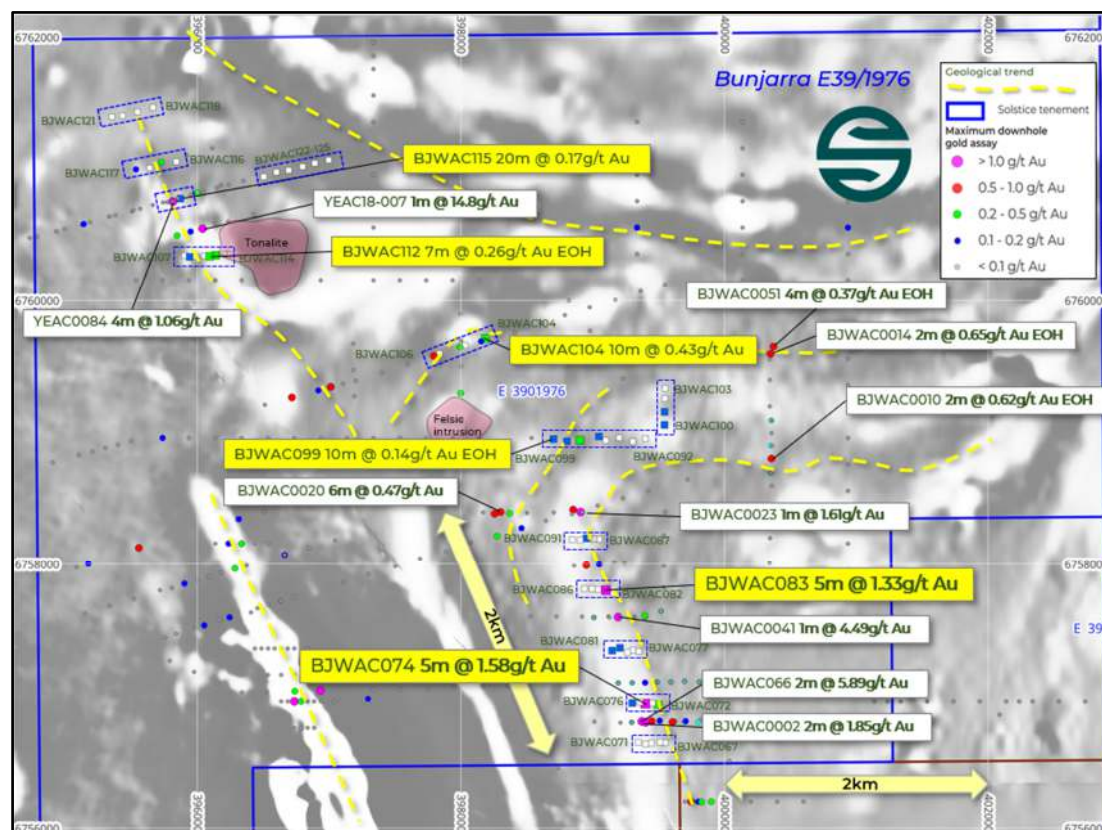 6762000
396000
398000
400000
402000
6762000
Bunjarra E39/1976
Geological trend
Solstice tenement
Maximum downhole
gold assay
> 1.0 g/t Au
0.5 - 1.0 g/t Au
0.2 - 0.5 g/t Au
0.1 - 0.2 g/t Au
< 0.1 g/t Au
BJWAC118
BJWAC121
BJWAC116
BJWAC117
BJWAC122-125
BJWAC115 20m @ 0.17g/t Au
YEAC18-007 1m @ 14.8g/t Au
Tonalite
BJWAC107
BJWAC114
BJWAC112 7m @ 0.26g/t Au EOH
6760000
6760000
BJWAC0051 4m @ 0.37g/t Au EOH
YEAC0084 4m @ 1.06g/t Au
BJWAC104
BJWAC0014 2m @ 0.65g/t Au EOH
BJWAC106
BJWAC104 10m @ 0.43g/t Au
E 3901976
BJWAC103
BJWAC0010 2m @ 0.62g/t Au EOH
Felsic
intrusion
BJWAC100
BJWAC099 10m @ 0.14g/t Au EOH
BJWAC099
BJWAC092
BJWAC0020 6m @ 0.47g/t Au
BJWAC0023 1m @ 1.61g/t Au
BJWAC091
BJWAC087
6758000
6758000
BJWAC083 5m @ 1.33g/t Au
BJWAC086
BJWAC082
2km
BJWAC0041 1m @ 4.49g/t Au
E 39
BJWAC081
BJWAC077
BJWAC074 5m @ 1.58g/t Au
BJWAC066 2m @ 5.89g/t Au
BJWAC076
BJWAC072
BJWAC0002 2m @ 1.85g/t Au
BJWAC071
BJWAC067
2km
6756000
396000
398000
400000
402000
6756000